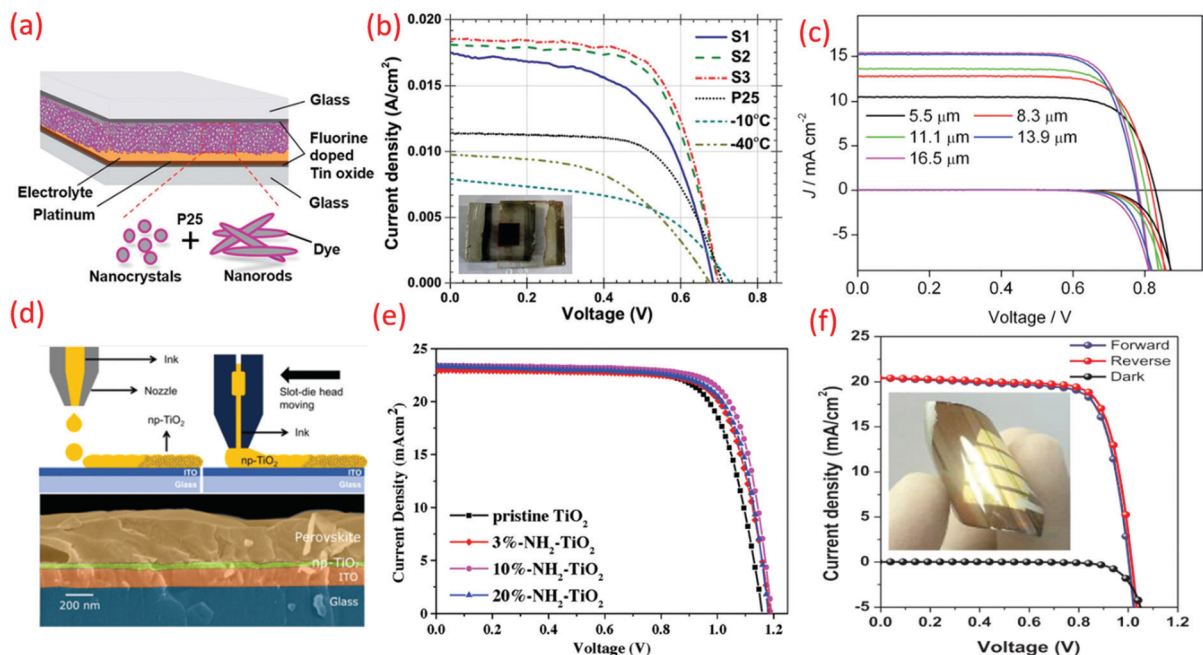 (a)
Glass
Fluorine
doped
Tin oxide
Electrolyte
Platinum
Glass
P25
+
Dye
Nanocrystals
Nanorods
(b)
Current density (A/cm²)
0.020
0.015
0.010
0.005
0.000
S1
S2
S3
P25
-10°C
-40°C
0.0 0.2 0.4 0.6 0.8
Voltage (V)
(c)
J / mA cm⁻²
15
10
5
0
-5
5.5 µm 8.3 µm
11.1 µm 13.9 µm
16.5 µm
0.0 0.2 0.4 0.6 0.8
Voltage / V
(d)
Ink
Nozzle
np-TiO₂
Slot-die head
moving
Ink
np-TiO₂
ITO
Glass
ITO
Glass
Perovskite
np-TiO₂
ITO
Glass
200 nm
(e)
Current Density (mAcm²)
25
20
15
10
5
0
pristine TiO₂
3%-NH₂-TiO₂
10%-NH₂-TiO₂
20%-NH₂-TiO₂
0.0 0.2 0.4 0.6 0.8 1.0 1.2
Voltage (V)
(f)
Current density (mA/cm²)
25
20
15
10
5
0
-5
Forward
Reverse
Dark
0.0 0.2 0.4 0.6 0.8 1.0 1.2
Voltage (V)